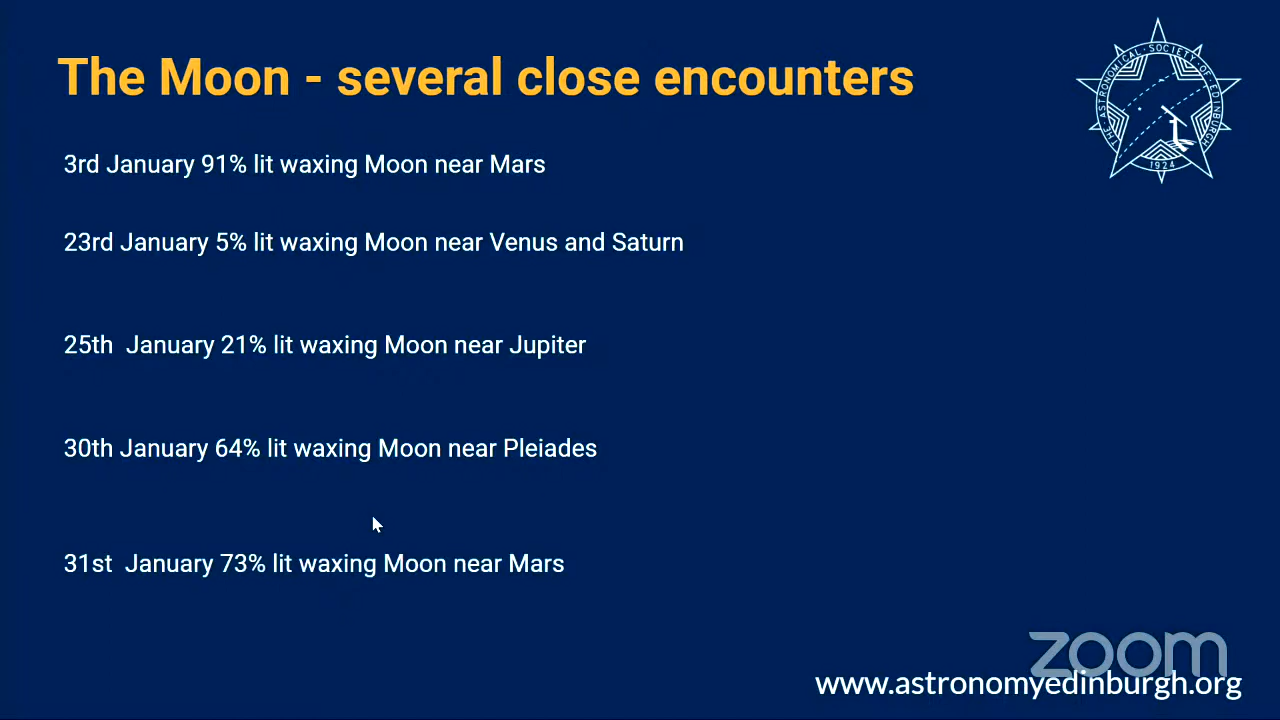 The Moon - several close encounters
THE · ASTRONOMICAL · SOCIETY · OF · EDINBURGH
1924
3rd January 91% lit waxing Moon near Mars
23rd January 5% lit waxing Moon near Venus and Saturn
25th January 21% lit waxing Moon near Jupiter
30th January 64% lit waxing Moon near Pleiades
31st January 73% lit waxing Moon near Mars
zoom
www.astronomyedinburgh.org